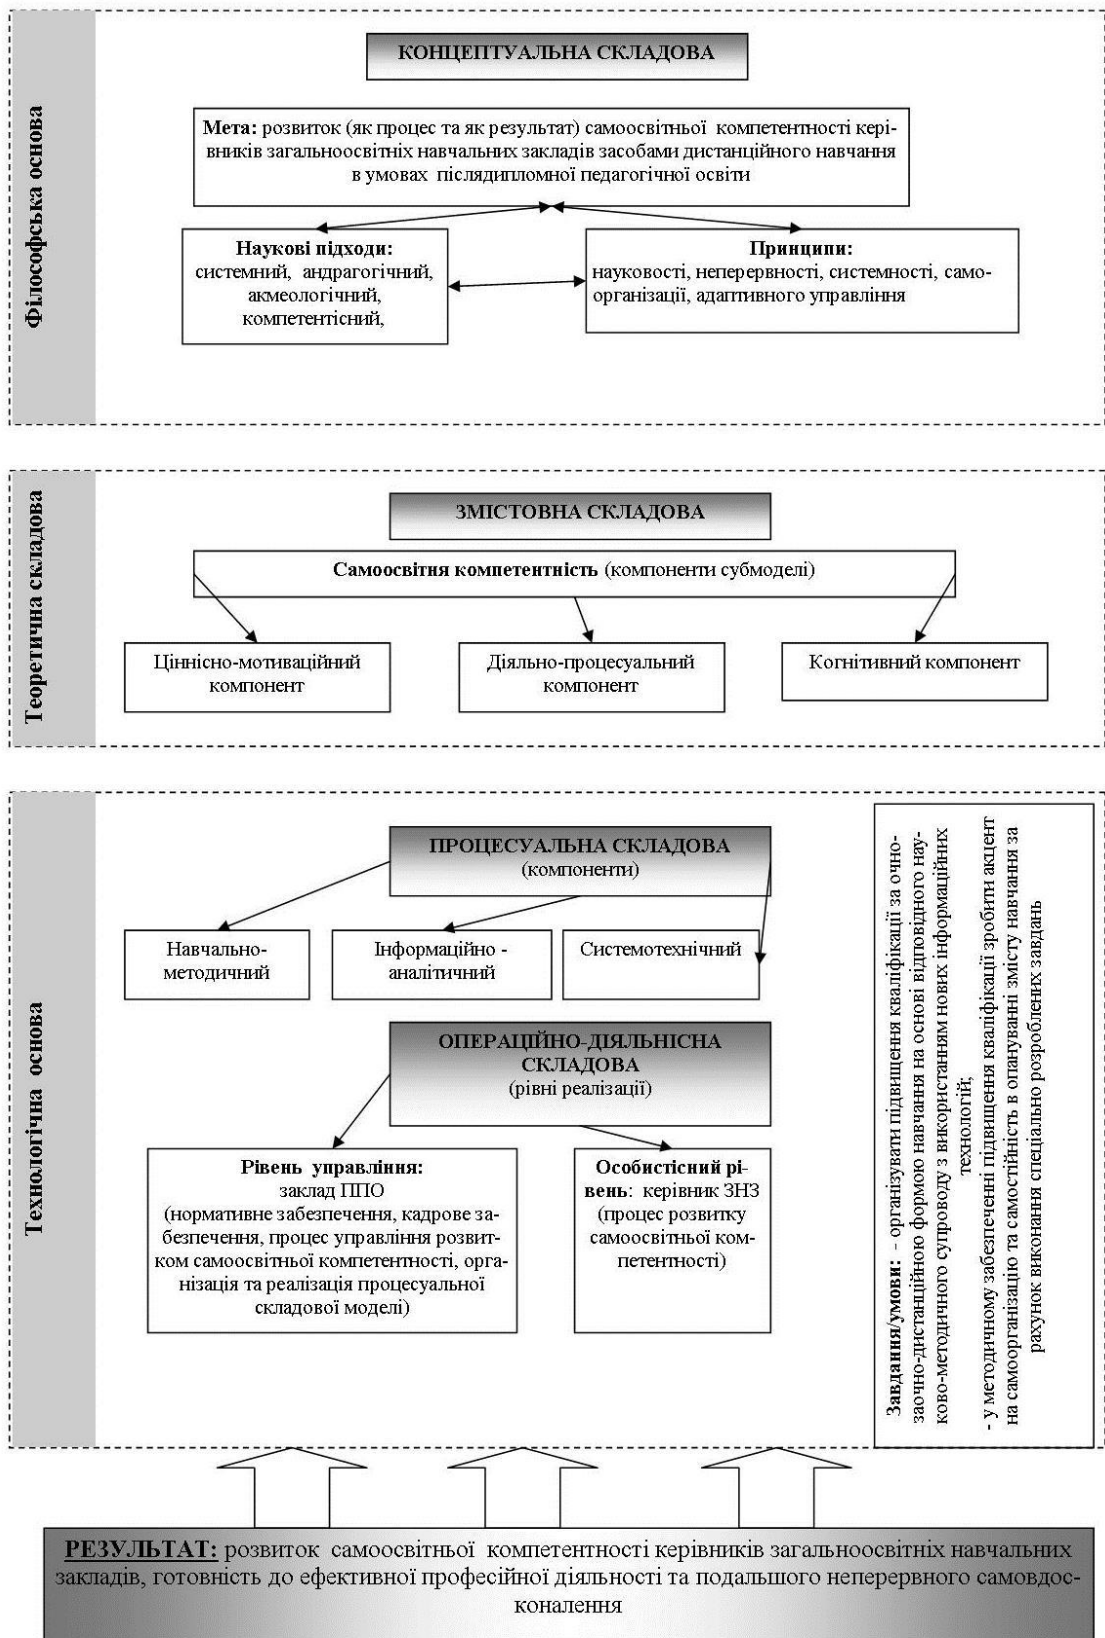 Філософська основа
КОНЦЕПТУАЛЬНА СКЛАДОВА
Мета: розвиток (як процес та як результат) самоосвітньої компетентності кері-
вників загальноосвітніх навчальних закладів засобами дистанційного навчання
в умовах післядипломної педагогічної освіти
Наукові підходи:
системний, андрагогічний,
акмеологічний,
компетентісний,
Принципи:
науковості, неперервності, системності, само-
організації, адаптивного управління
Теоретична складова
ЗМІСТОВНА СКЛАДОВА
Самоосвітня компетентність (компоненти субмоделі)
Ціннісно-мотиваційний
компонент
Діяльно-процесуальний
компонент
Когнітивний компонент
Технологічна основа
ПРОЦЕСУАЛЬНА СКЛАДОВА
(компоненти)
Навчально-
методичний
Інформаційно -
аналітичний
Системотехнічний
ОПЕРАЦІЙНО-ДІЯЛЬНІСНА
СКЛАДОВА
(рівні реалізації)
Рівень управління:
заклад ППО
(нормативне забезпечення, кадрове за-
безпечення, процес управління розвит-
ком самоосвітньої компетентності, орга-
нізація та реалізація процесуальної
складової моделі)
Особистісний рі-
вень: керівник ЗНЗ
(процес розвитку
самоосвітньої ком-
петентності)
Завдання/умови: - організувати підвищення кваліфікації за очно-
заочно-дистанційною формою навчання на основі відповідного нау-
ково-методичного супроводу з використанням нових інформаційних
технологій;
- у методичному забезпеченні підвищення кваліфікації зробити акцент
на самоорганізацію та самостійність в опануванні змісту навчання за
рахунок виконання спеціально розроблених завдань
РЕЗУЛЬТАТ: розвиток самоосвітньої компетентності керівників загальноосвітніх навчальних
закладів, готовність до ефективної професійної діяльності та подальшого неперервного самовдос-
коналення